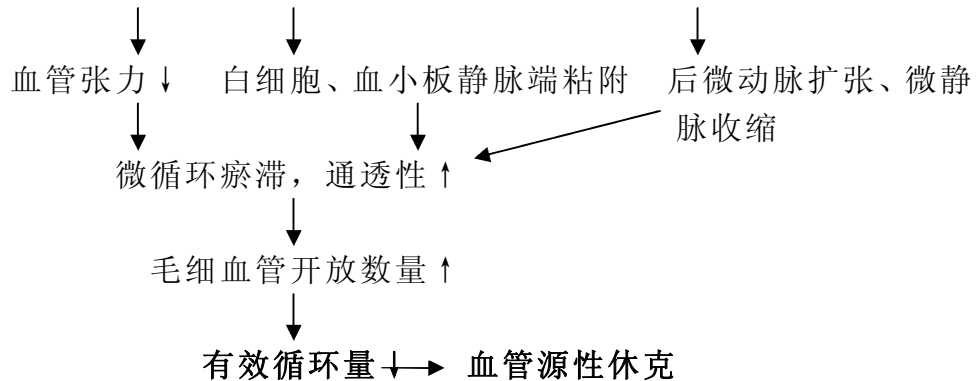 血管张力↓ 白细胞、血小板静脉端粘附 后微动脉扩张、微静
脉收缩
微循环瘀滞，通透性↑
毛细血管开放数量↑
有效循环量↓→ 血管源性休克